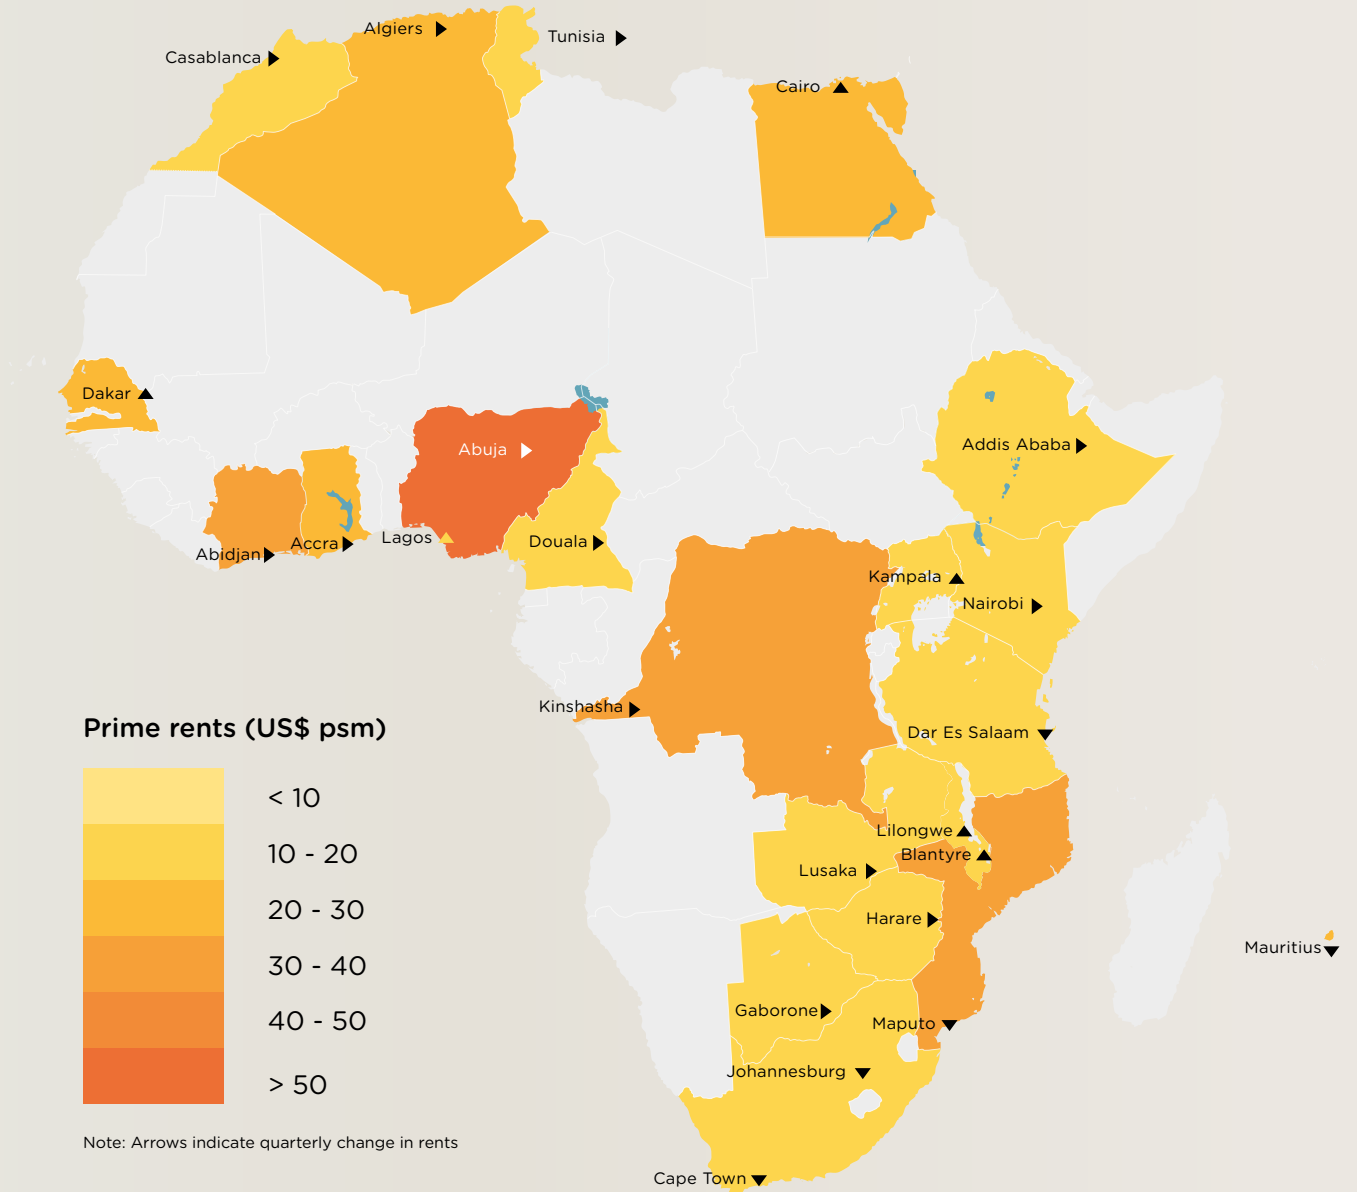 Algiers
Tunisia
Casablanca
Cairo
Dakar
Addis Ababa
Abuja
Lagos
Douala
Accra
Abidjan
Kampala
Nairobi
Kinshasha
Dar Es Salaam
Lilongwe
Blantyre
Lusaka
Harare
Mauritius
Gaborone
Maputo
Johannesburg
Cape Town
Prime rents (US$ psm)
< 10
10 - 20
20 - 30
30 - 40
40 - 50
> 50
Note: Arrows indicate quarterly change in rents